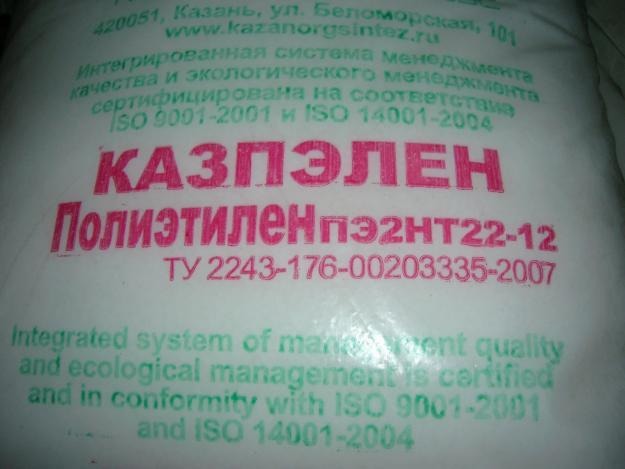 420051, Казань, ул. Беломорская, 101
www.kazanorgsintez.ru
Интегрированная система менеджмента
качества и экологического менеджмента
сертифицирована на соответствие
ISO 9001-2001 и ISO 14001-2004
КАЗПЭЛЕН
Полиэтилен ПЭ2НТ22-12
ТУ 2243-176-00203335-2007
Integrated system of management quality
and ecological management is certified
and in conformity with ISO 9001-2001
and ISO 14001-2004